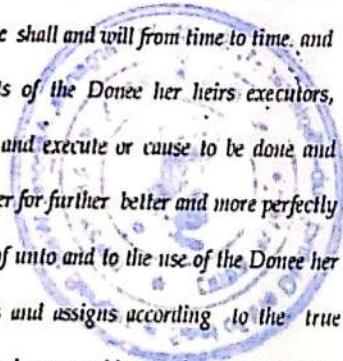 e shall and will from time to time. and
s of the Donee her heirs executors,
and execute or cause to be done and
er for further better and more perfectly
of unto and to the use of the Donee her
s and assigns according to the true